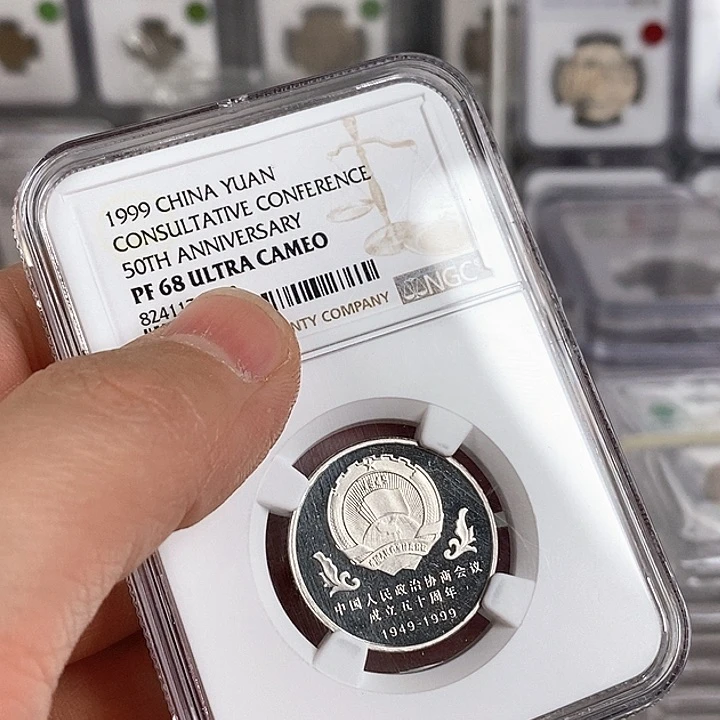 1999 CHINA YUAN
CONSULTATIVE CONFERENCE
50TH ANNIVERSARY
PF 68 ULTRA CAMEO
COMPANY
NGC
中国人民政治协商会议
成立五十周年
1949-1999